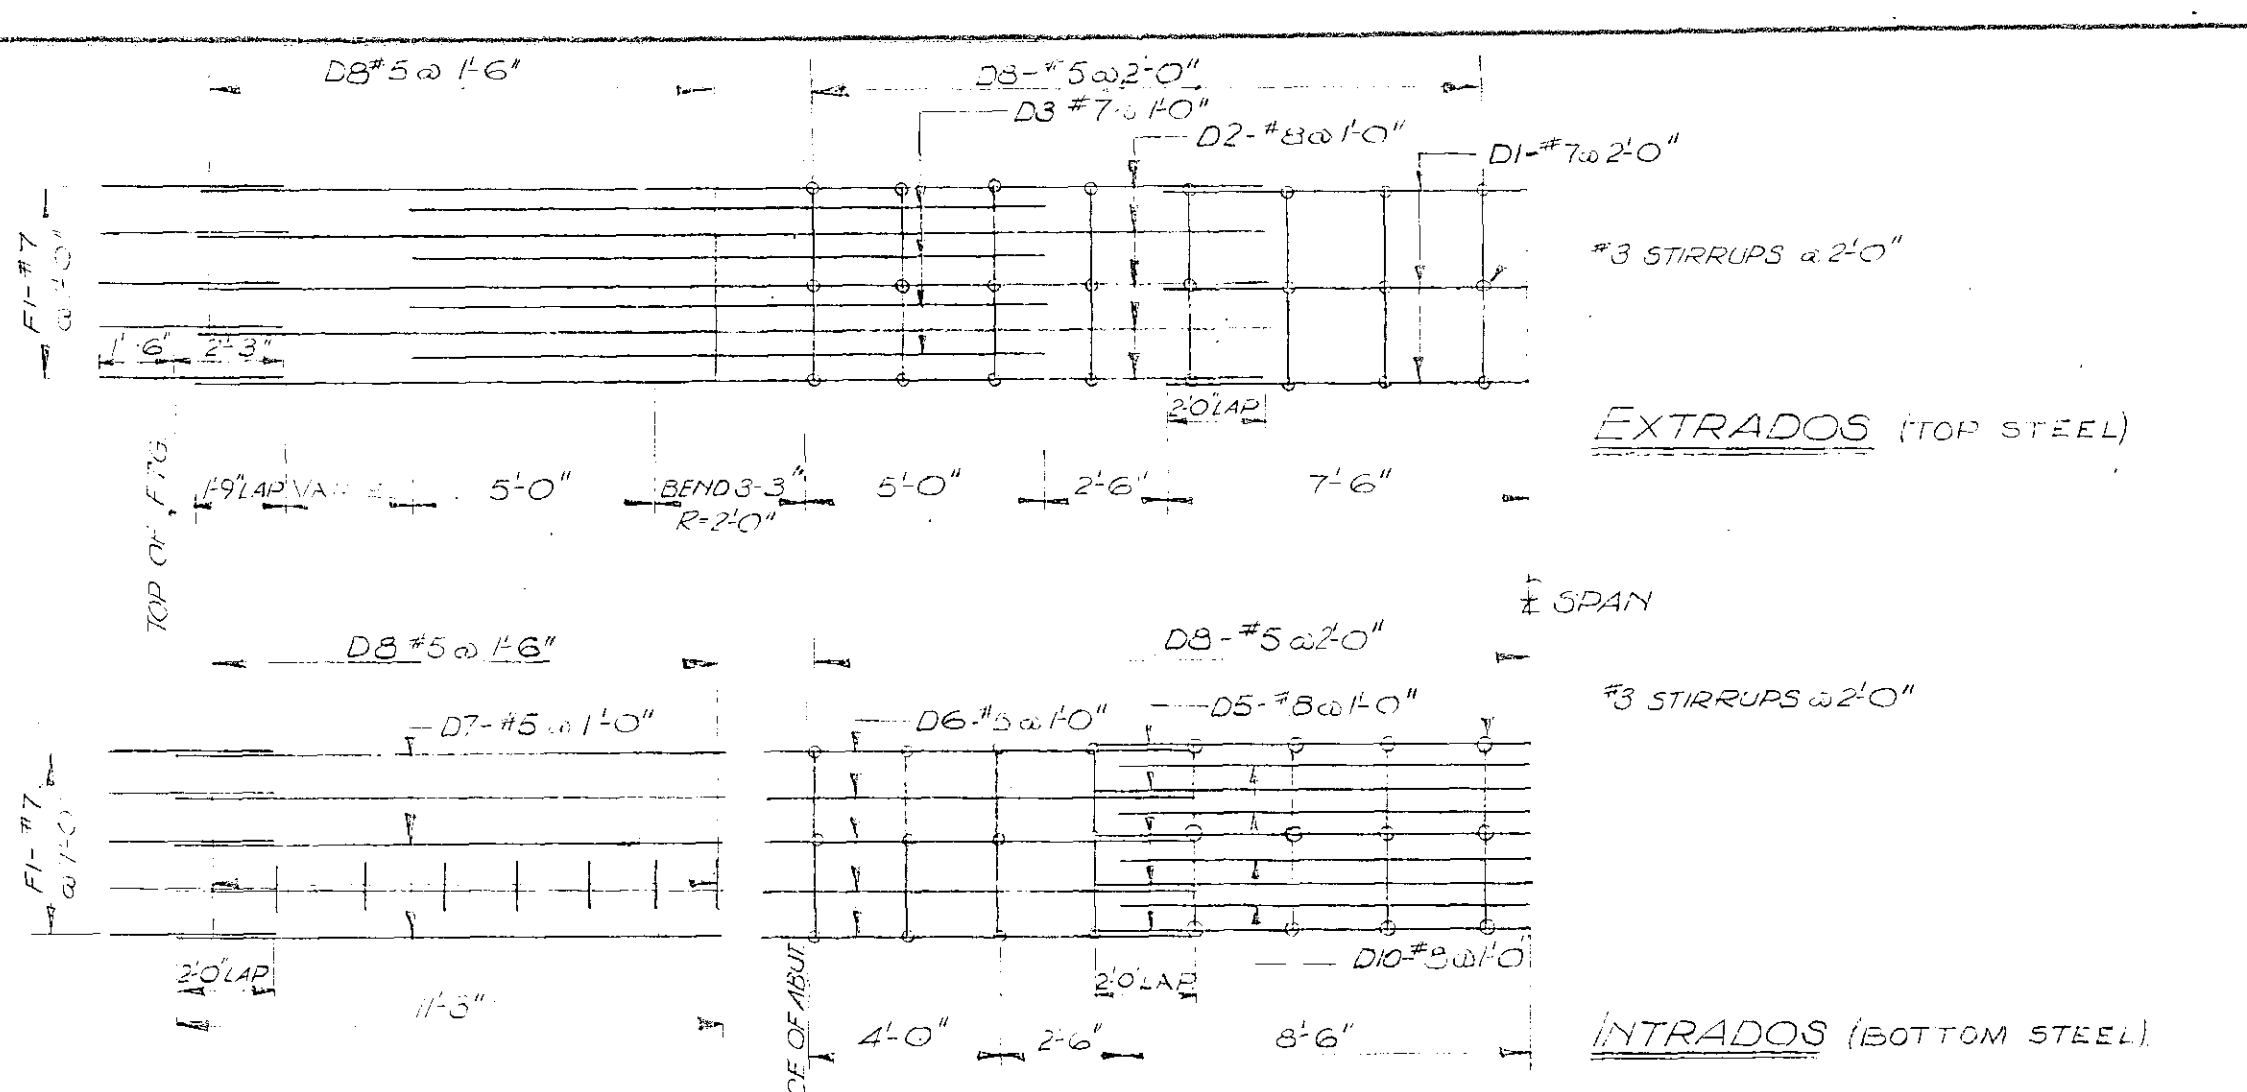 D8 #5 @ 1'-6"
D8-#5 @ 2'-0"
D3 #7 @ 1'-0"
D2-#8 @ 1'-0"
D1-#7 @ 2'-0"
F1-#7
@ 1'-0"
#3 STIRRUPS @ 2'-0"
1'-6"
2'-3"
2'-0" LAP
EXTRADOS (TOP STEEL)
TOP OF FTG.
1'-9" LAP
5'-0"
BEND 3'-3"
R=2'-0"
5'-0"
2'-6"
7'-6"
℄ SPAN
D8 #5 @ 1'-6"
D8-#5 @ 2'-0"
D7-#5 @ 1'-0"
D6-#5 @ 1'-0"
D5-#8 @ 1'-0"
#3 STIRRUPS @ 2'-0"
F1-#7
@ 1'-0"
2'-0" LAP
11'-3"
OF ABUT.
2'-0" LAP
D10-#8 @ 1'-0"
4'-0"
2'-6"
8'-6"
INTRADOS (BOTTOM STEEL)